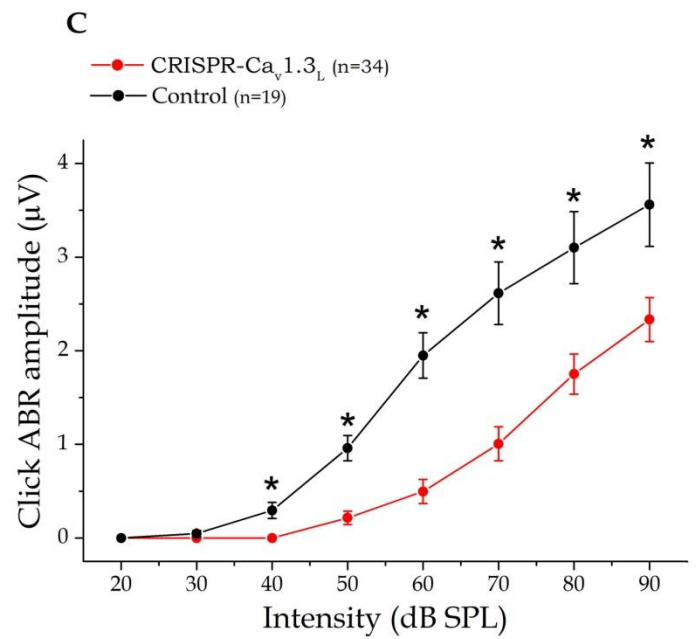 C
CRISPR-Caᵥ1.3_L (n=34)
Control (n=19)
*
*
*
*
*
*
4
3
2
1
0
Click ABR amplitude (μV)
20 30 40 50 60 70 80 90
Intensity (dB SPL)